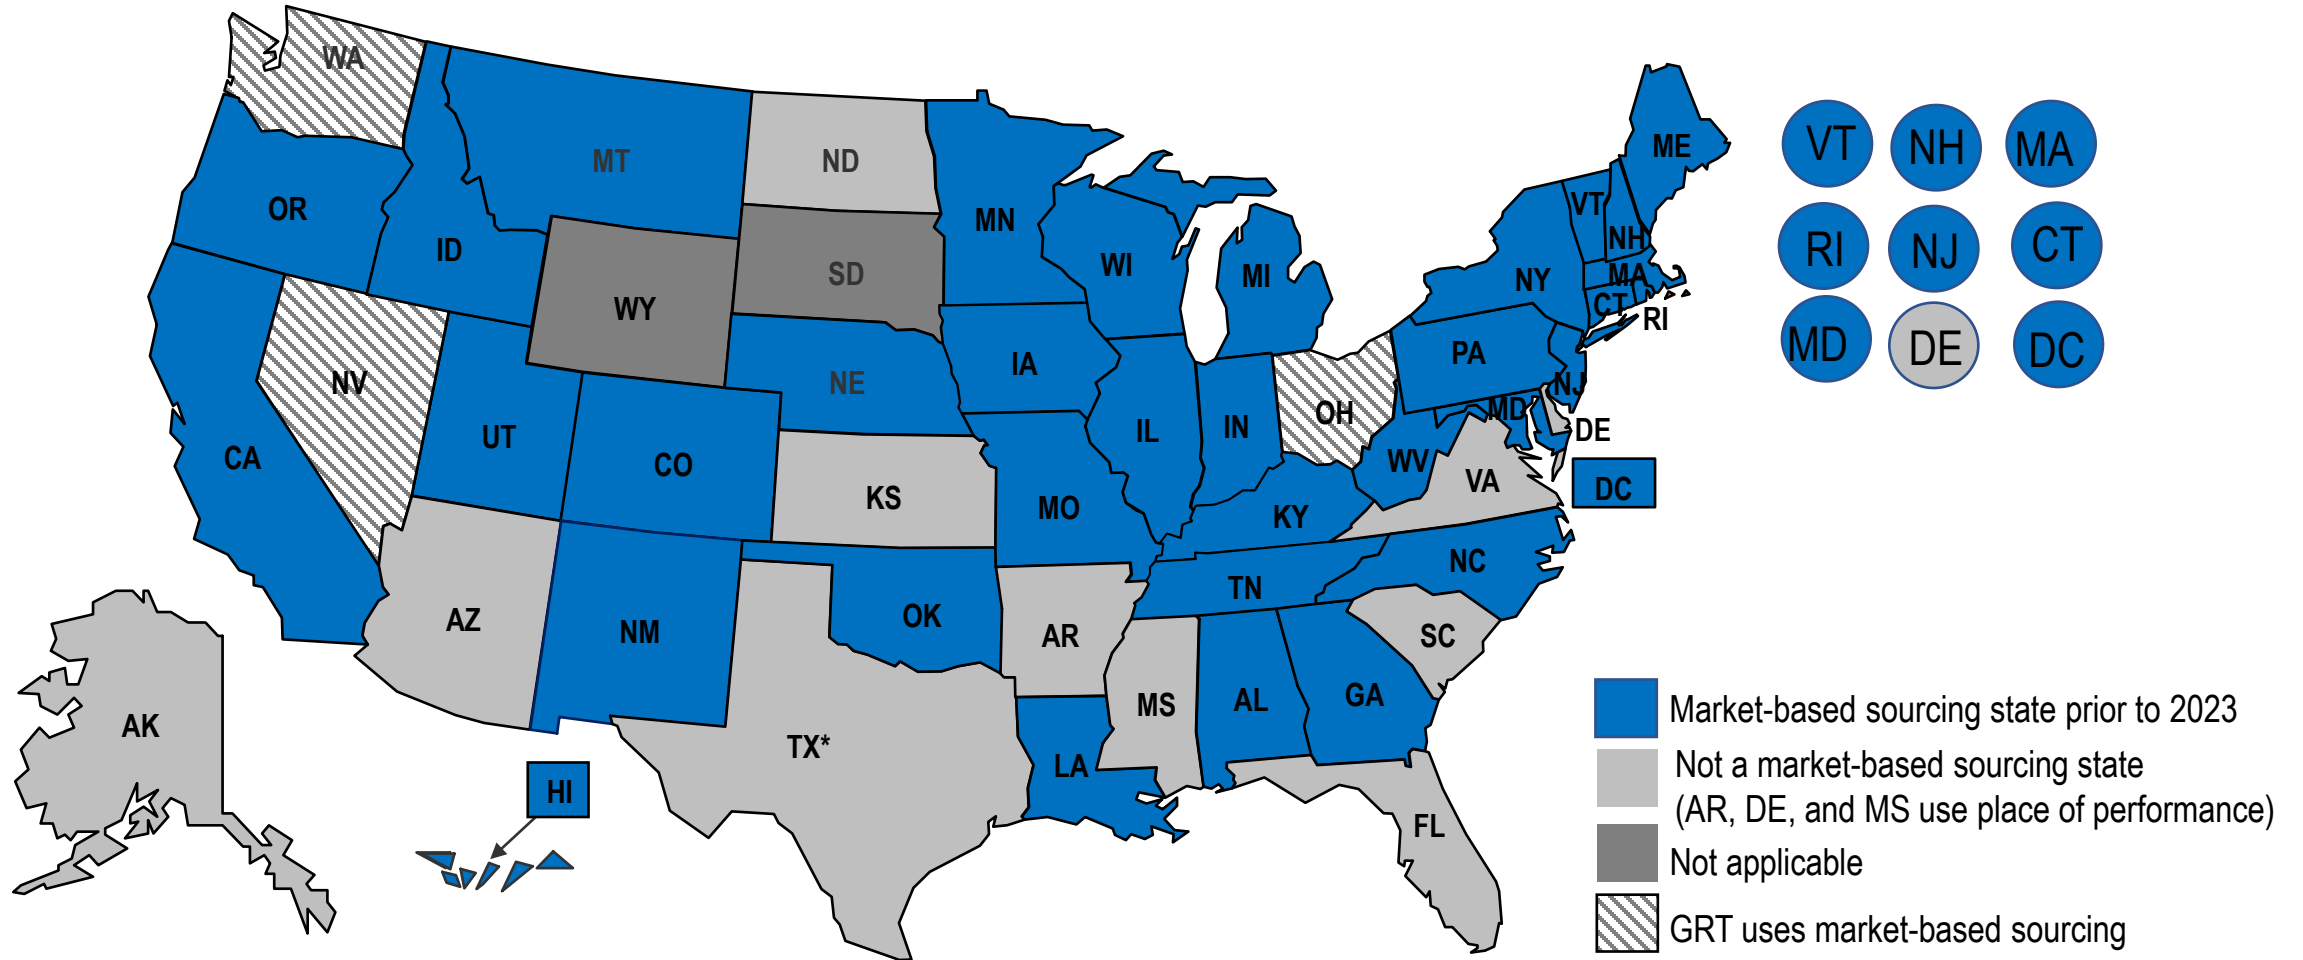 WA
MT
ND
MN
ME
VT
NH
MA
OR
ID
SD
WI
MI
NY
VT
NH
MA
RI
NJ
CT
WY
CT
RI
NV
NE
IA
PA
NJ
MD
DE
DC
UT
CO
IL
IN
OH
MD
DE
CA
KS
MO
WV
VA
DC
KY
AZ
NM
OK
AR
TN
NC
SC
AK
TX*
MS
AL
GA
HI
LA
FL
Market-based sourcing state prior to 2023
Not a market-based sourcing state
(AR, DE, and MS use place of performance)
Not applicable
GRT uses market-based sourcing